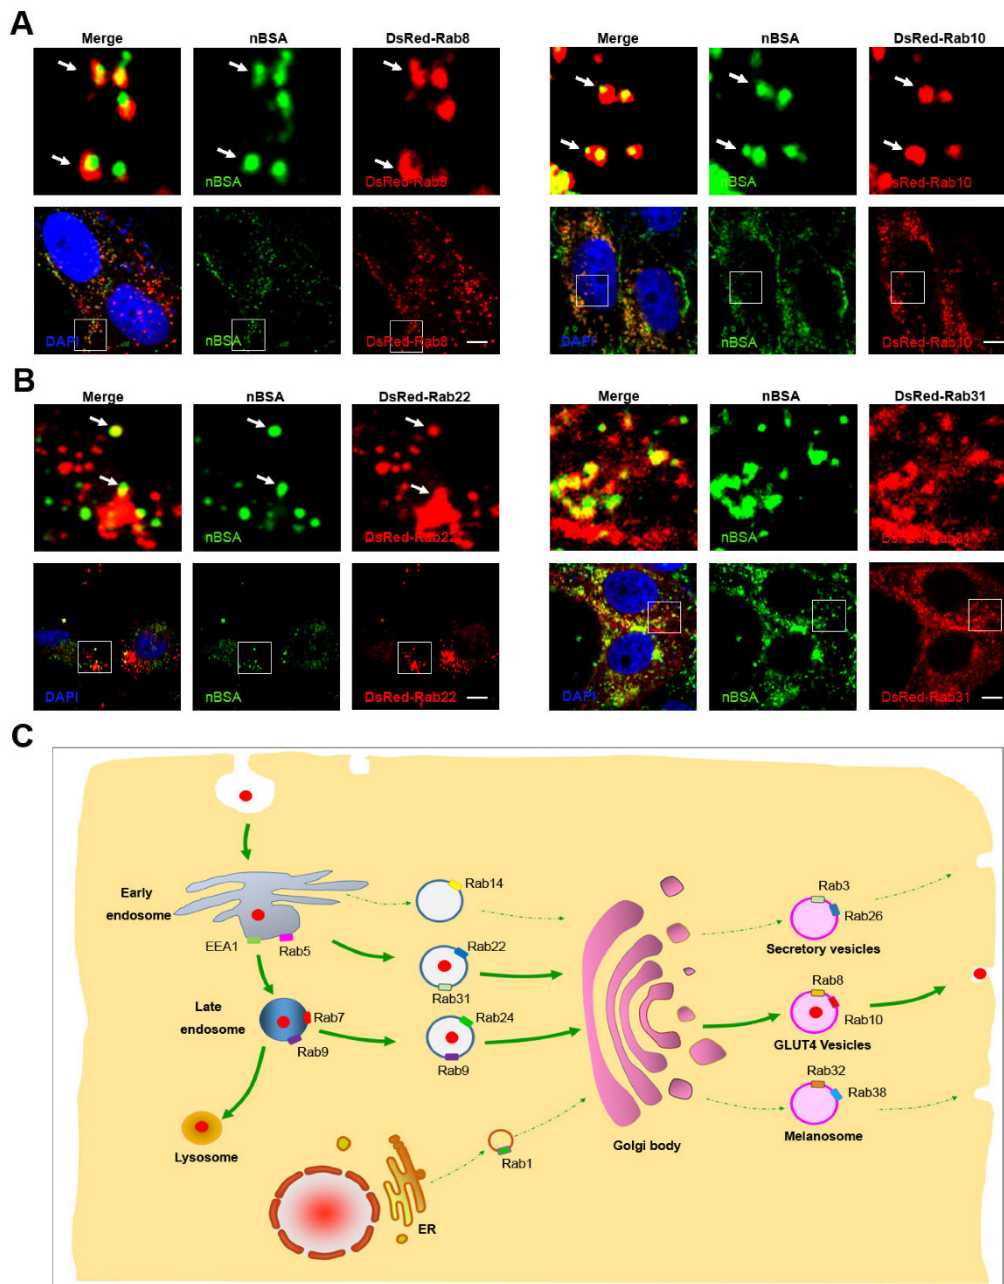 A
Merge nBSA DsRed-Rab8 Merge nBSA DsRed-Rab10
nBSA DsRed-Rab8 nBSA DsRed-Rab10
DAPI nBSA DsRed-Rab8 DAPI nBSA DsRed-Rab10
B
Merge nBSA DsRed-Rab22 Merge nBSA DsRed-Rab31
nBSA DsRed-Rab22 nBSA DsRed-Rab31
DAPI nBSA DsRed-Rab22 DAPI nBSA DsRed-Rab31
C
Early
endosome
EEA1
Rab5
Rab14
Rab22
Rab31
Late
endosome
Rab7
Rab9
Rab24
Rab9
Lysosome
Rab1
ER
Golgi body
Rab3
Rab26
Secretory vesicles
Rab8
Rab10
GLUT4 Vesicles
Rab32
Rab38
Melanosome